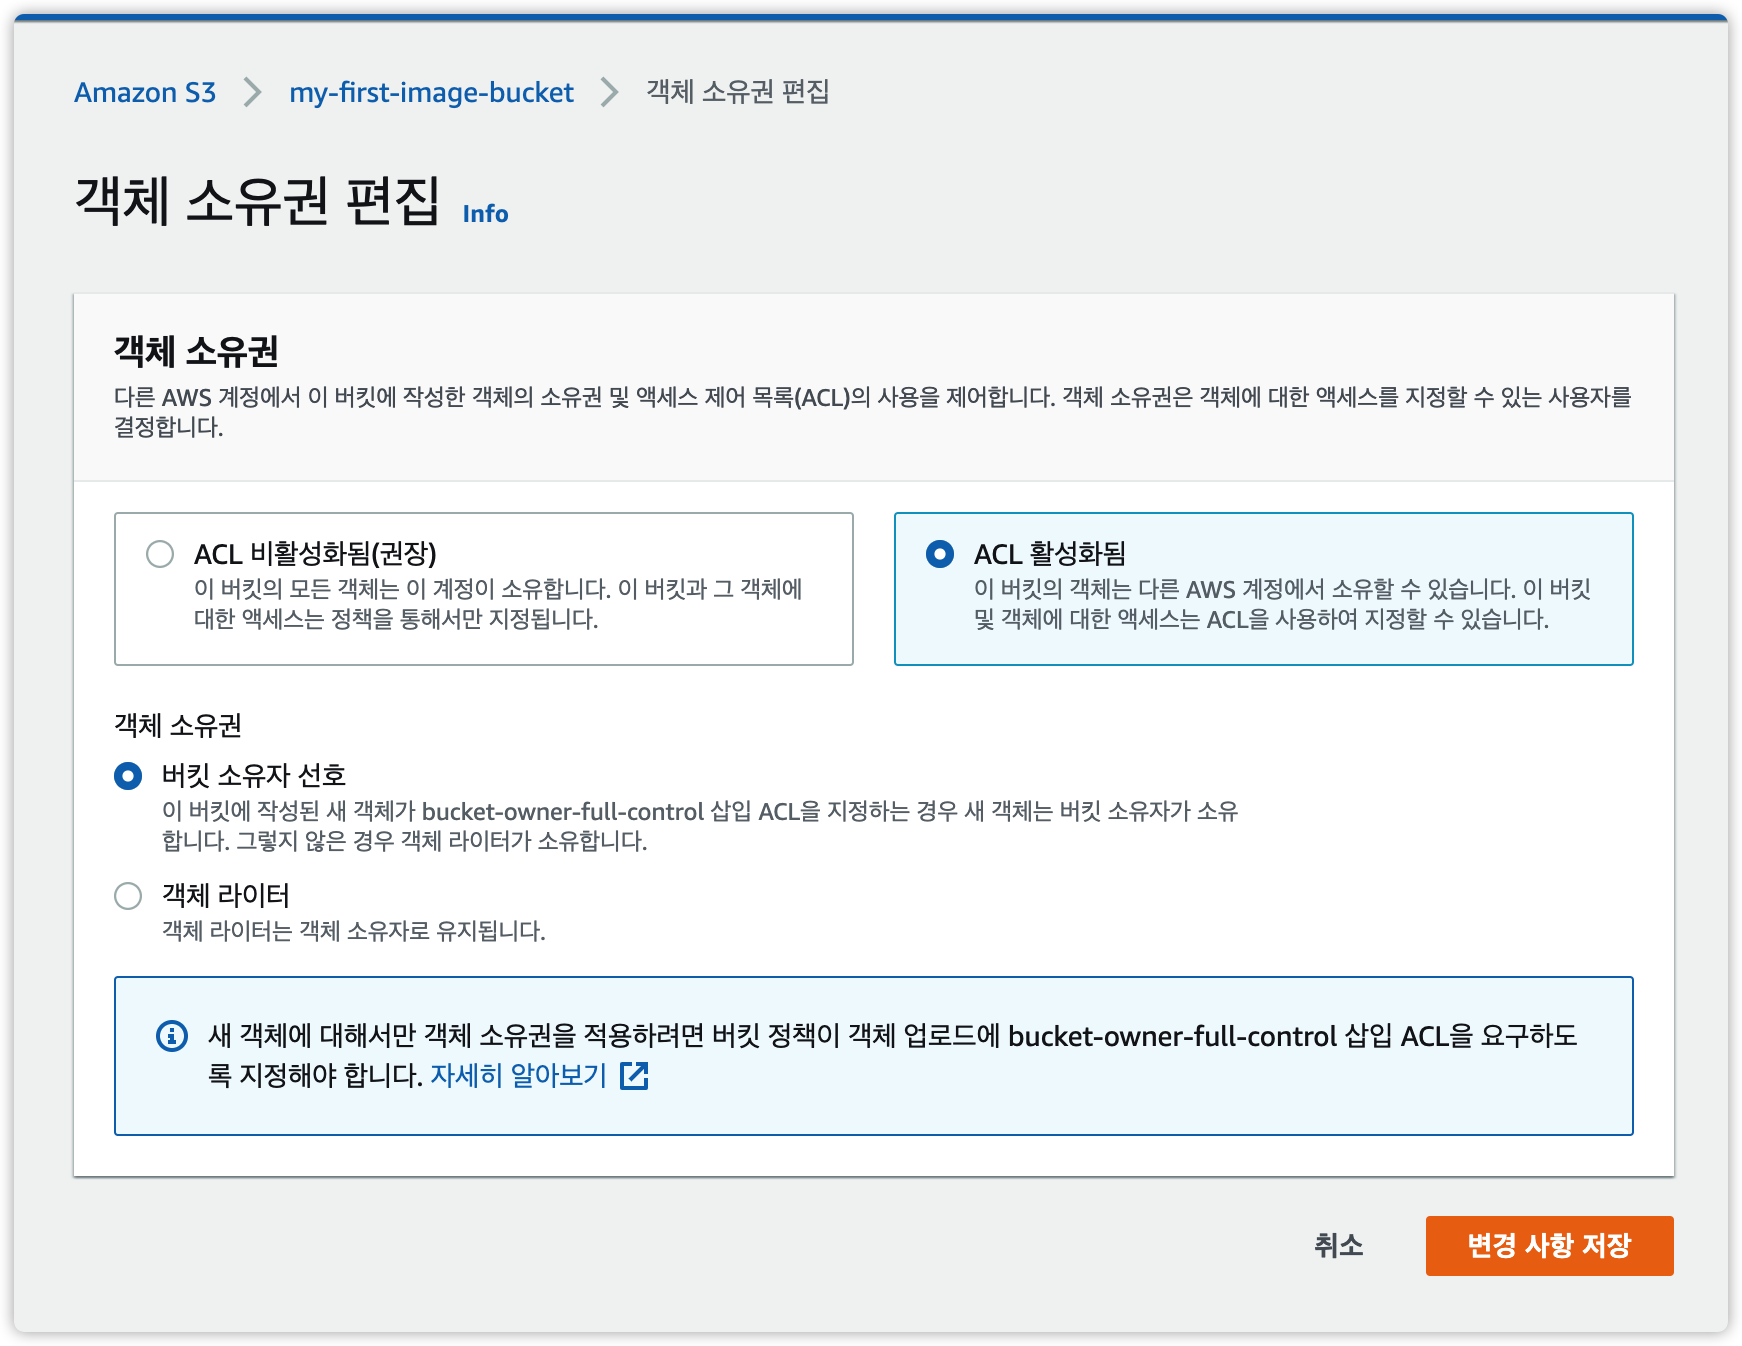 Amazon S3 > my-first-image-bucket > 객체 소유권 편집
객체 소유권 편집 Info
객체 소유권
다른 AWS 계정에서 이 버킷에 작성한 객체의 소유권 및 액세스 제어 목록(ACL)의 사용을 제어합니다. 객체 소유권은 객체에 대한 액세스를 지정할 수 있는 사용자를
결정합니다.
ACL 비활성화됨(권장)
이 버킷의 모든 객체는 이 계정이 소유합니다. 이 버킷과 그 객체에
대한 액세스는 정책을 통해서만 지정됩니다.
ACL 활성화됨
이 버킷의 객체는 다른 AWS 계정에서 소유할 수 있습니다. 이 버킷
및 객체에 대한 액세스는 ACL을 사용하여 지정할 수 있습니다.
객체 소유권
버킷 소유자 선호
이 버킷에 작성된 새 객체가 bucket-owner-full-control 삽입 ACL을 지정하는 경우 새 객체는 버킷 소유자가 소유
합니다. 그렇지 않은 경우 객체 라이터가 소유합니다.
객체 라이터
객체 라이터는 객체 소유자로 유지됩니다.
새 객체에 대해서만 객체 소유권을 적용하려면 버킷 정책이 객체 업로드에 bucket-owner-full-control 삽입 ACL을 요구하도
록 지정해야 합니다. 자세히 알아보기
취소
변경 사항 저장